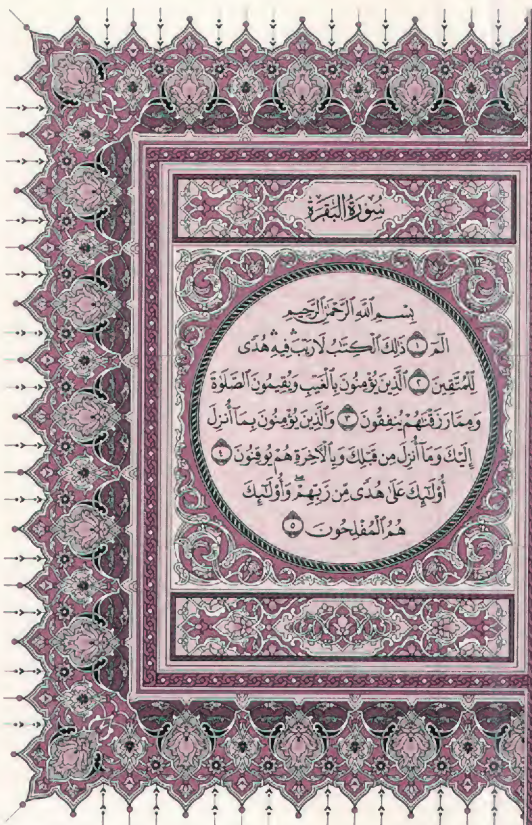 سُورَةُ البَقَرَةِ
بِسْمِ ٱللَّهِ ٱلرَّحْمَٰنِ ٱلرَّحِيمِ
الٓمٓ ١ ذَٰلِكَ ٱلْكِتَٰبُ لَا رَيْبَ ۛ فِيهِ ۛ هُدًى
لِّلْمُتَّقِينَ ٢ ٱلَّذِينَ يُؤْمِنُونَ بِٱلْغَيْبِ وَيُقِيمُونَ ٱلصَّلَوٰةَ
وَمِمَّا رَزَقْنَٰهُمْ يُنفِقُونَ ٣ وَٱلَّذِينَ يُؤْمِنُونَ بِمَآ أُنزِلَ
إِلَيْكَ وَمَآ أُنزِلَ مِن قَبْلِكَ وَبِٱلْءَاخِرَةِ هُمْ يُوقِنُونَ ٤
أُو۟لَٰٓئِكَ عَلَىٰ هُدًى مِّن رَّبِّهِمْ ۖ وَأُو۟لَٰٓئِكَ
هُمُ ٱلْمُفْلِحُونَ ٥